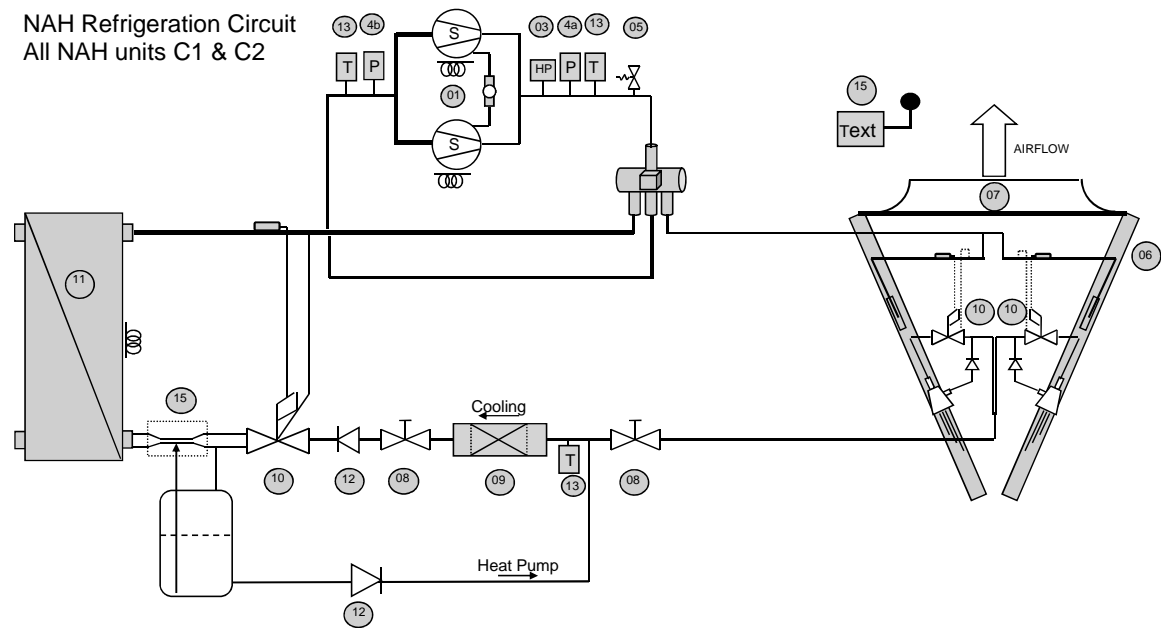 NAH Refrigeration Circuit
All NAH units C1 & C2
13
4b
03
4a
13
05
T
P
S
HP
P
T
01
S
15
Text
AIRFLOW
07
06
11
10
10
15
Cooling
T
10
12
08
09
13
08
Heat Pump
12